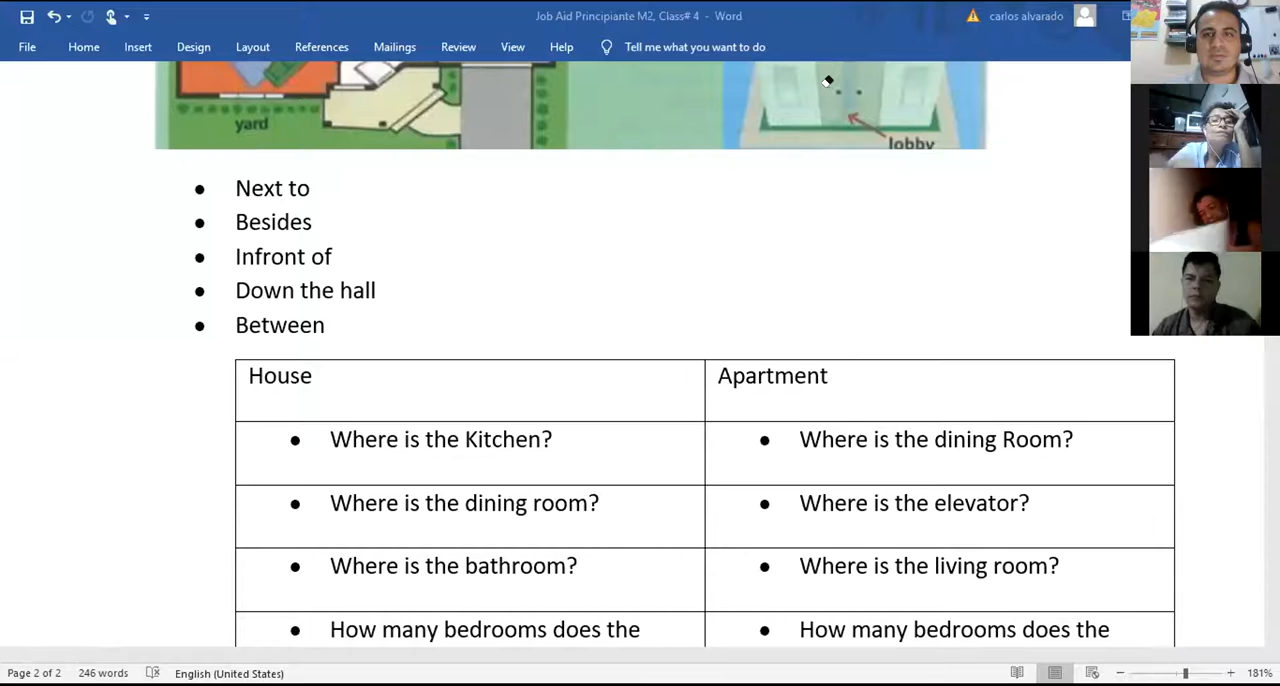 Job Aid Principiante M2, Class# 4 - Word
carlos alvarado
File Home Insert Design Layout References Mailings Review View Help Tell me what you want to do
yard
lobby
• Next to
• Besides
• Infront of
• Down the hall
• Between
House Apartment
• Where is the Kitchen? • Where is the dining Room?
• Where is the dining room? • Where is the elevator?
• Where is the bathroom? • Where is the living room?
• How many bedrooms does the • How many bedrooms does the
Page 2 of 2 246 words English (United States) 181%